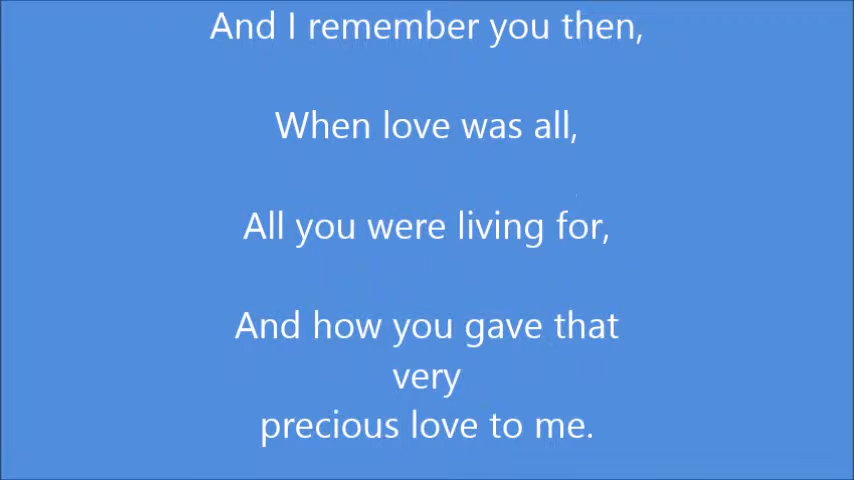 And I remember you then,
When love was all,
All you were living for,
And how you gave that
very
precious love to me.